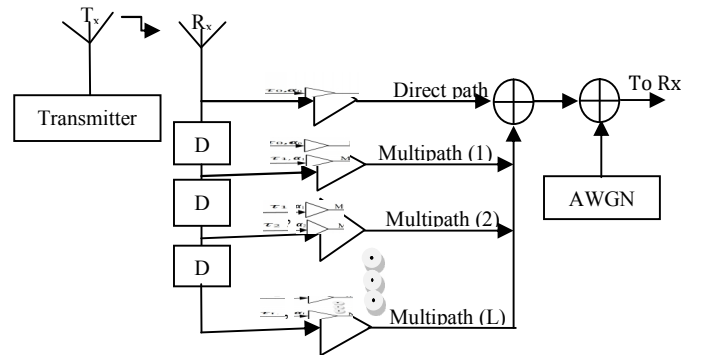 Tx
Rx
Direct path
To Rx
Transmitter
D
Multipath (1)
D
AWGN
Multipath (2)
D
Multipath (L)